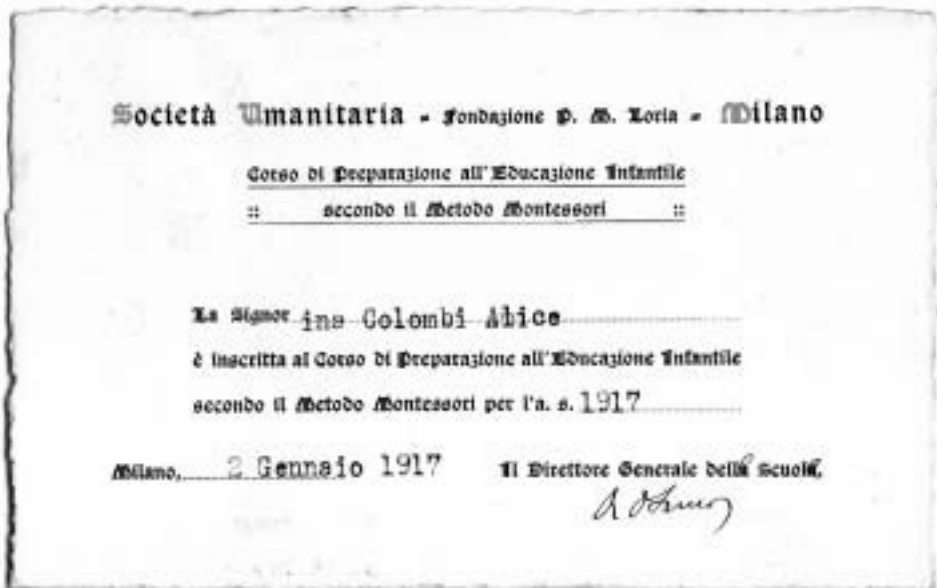 Società Umanitaria - Fondazione P. M. Loria - Milano
Corso di Preparazione all'Educazione Infantile
:: secondo il Metodo Montessori ::
La Signor ina Colombi Alice
è inscritta al Corso di Preparazione all'Educazione Infantile
secondo il Metodo Montessori per l'a. s. 1917
Milano, 2 Gennaio 1917 Il Direttore Generale della Scuola,